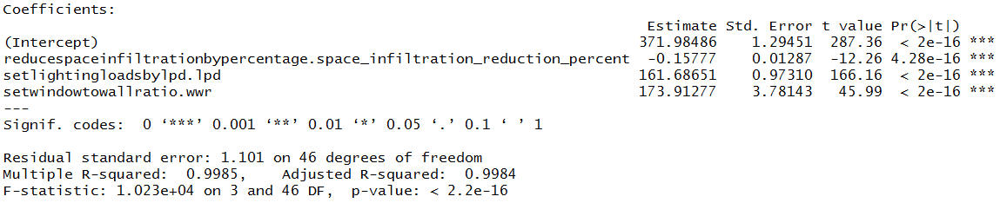 Coefficients:
Estimate Std. Error t value Pr(>|t|)
(Intercept) 371.98486 1.29451 287.36 < 2e-16 ***
reducespaceinfiltrationbypercentage.space_infiltration_reduction_percent -0.15777 0.01287 -12.26 4.28e-16 ***
setlightingloadsbylpd.lpd 161.68651 0.97310 166.16 < 2e-16 ***
setwindowtowallratio.wwr 173.91277 3.78143 45.99 < 2e-16 ***
---
Signif. codes: 0 ‘***’ 0.001 ‘**’ 0.01 ‘*’ 0.05 ‘.’ 0.1 ‘ ’ 1
Residual standard error: 1.101 on 46 degrees of freedom
Multiple R-squared: 0.9985, Adjusted R-squared: 0.9984
F-statistic: 1.023e+04 on 3 and 46 DF, p-value: < 2.2e-16